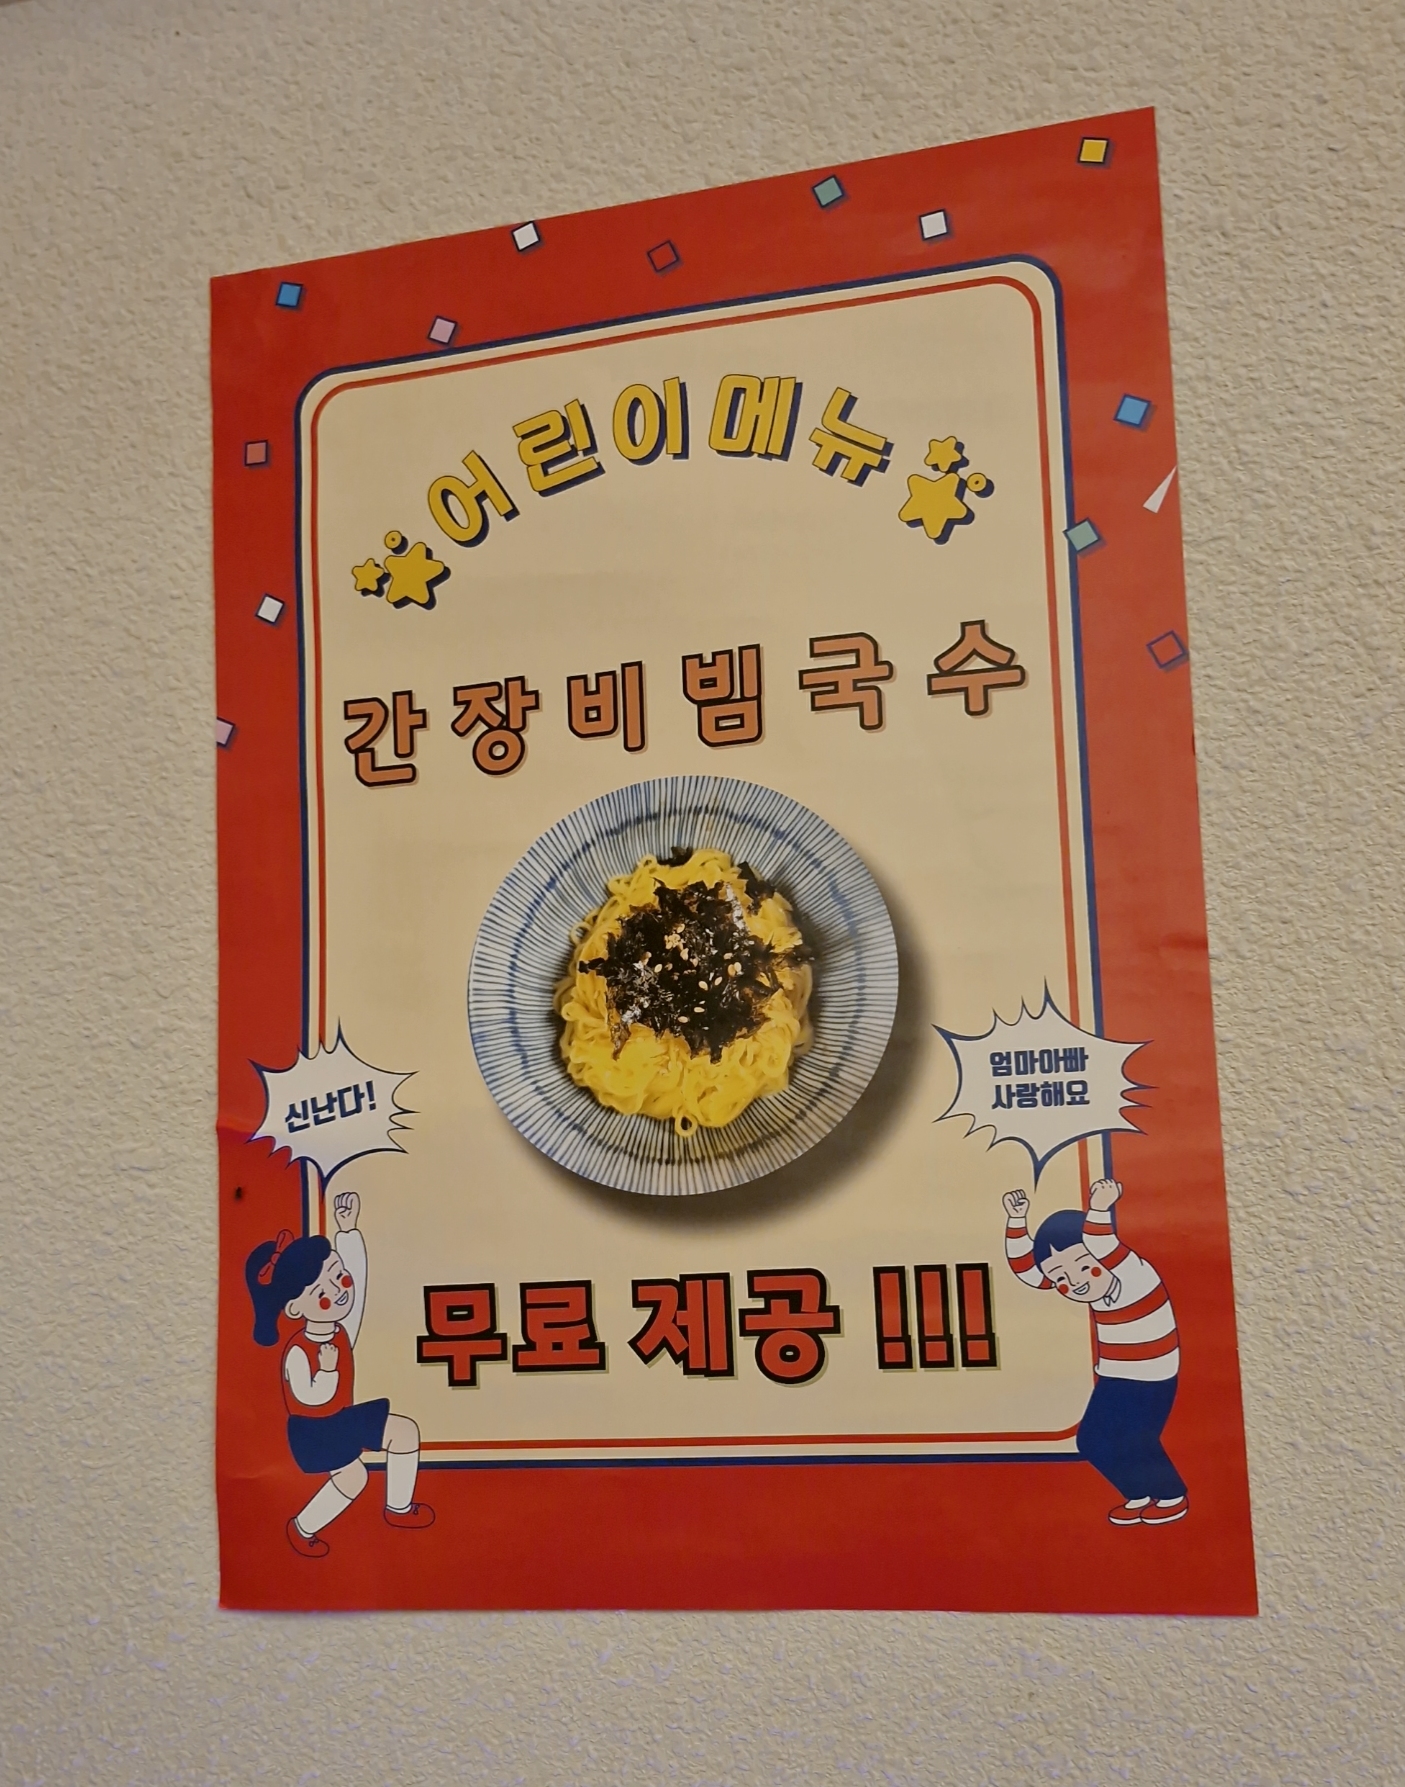 어린이메뉴
간장비빔국수
신난다!
엄마아빠
사랑해요
무료 제공 !!!